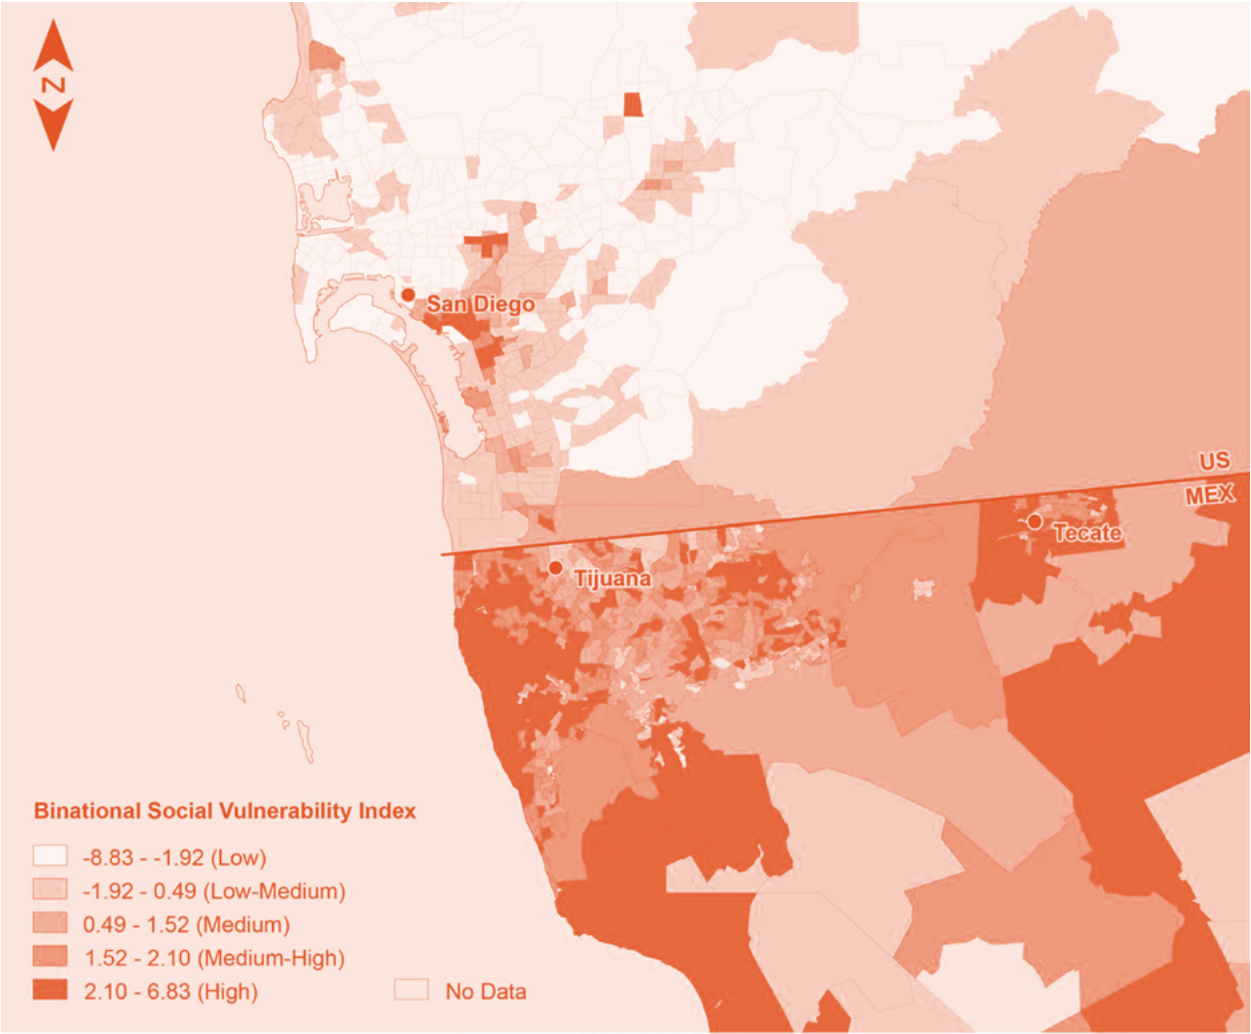 N
San Diego
US
MEX
Tecate
Tijuana
Binational Social Vulnerability Index
-8.83 - -1.92 (Low)
-1.92 - 0.49 (Low-Medium)
0.49 - 1.52 (Medium)
1.52 - 2.10 (Medium-High)
2.10 - 6.83 (High)
No Data